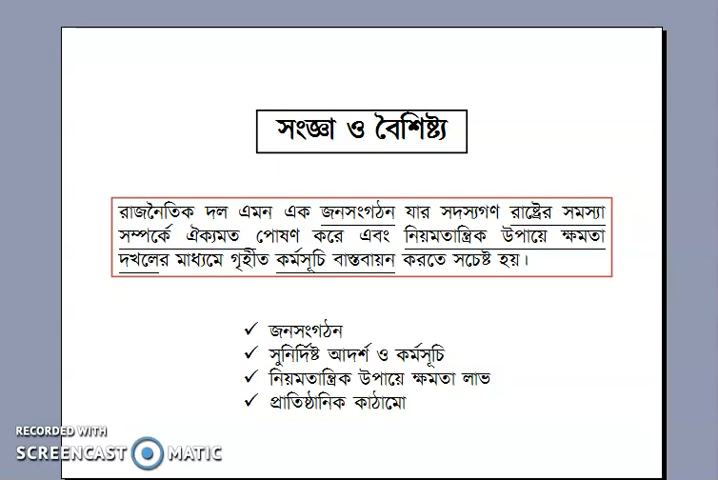 সংজ্ঞা ও বৈশিষ্ট্য
রাজনৈতিক দল এমন এক জনসংগঠন যার সদস্যগণ রাষ্ট্রের সমস্যা
সম্পর্কে ঐক্যমত পোষণ করে এবং নিয়মতান্ত্রিক উপায়ে ক্ষমতা
দখলের মাধ্যমে গৃহীত কর্মসূচি বাস্তবায়ন করতে সচেষ্ট হয়।
✓ জনসংগঠন
✓ সুনির্দিষ্ট আদর্শ ও কর্মসূচি
✓ নিয়মতান্ত্রিক উপায়ে ক্ষমতা লাভ
✓ প্রাতিষ্ঠানিক কাঠামো
RECORDED WITH
SCREENCAST MATIC